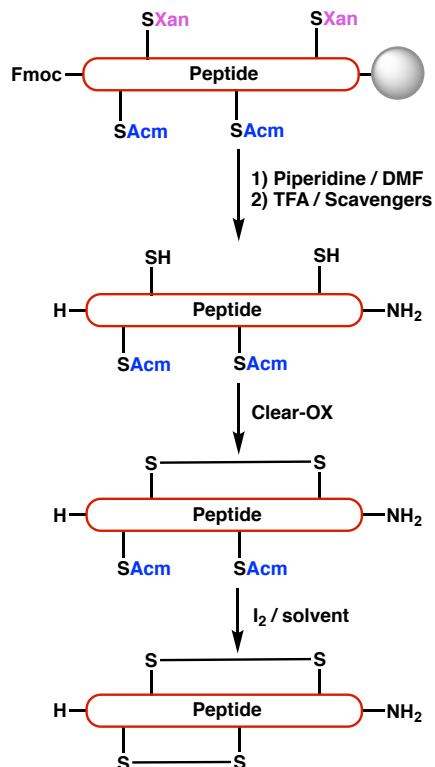 SXan SXan
Fmoc Peptide
SAcm SAcm
1) Piperidine / DMF
2) TFA / Scavengers
SH SH
H Peptide NH₂
SAcm SAcm
Clear-OX
S S
H Peptide NH₂
SAcm SAcm
I₂ / solvent
S S
H Peptide NH₂
S S